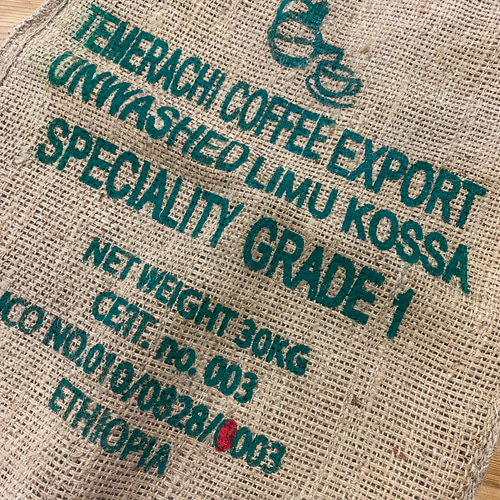 TEMERACHI COFFEE EXPORT
UNWASHED LIMU KOSSA
SPECIALITY GRADE 1
NET WEIGHT 30KG
CERT. no. 003
ICO NO.010/0828/0003
ETHIOPIA